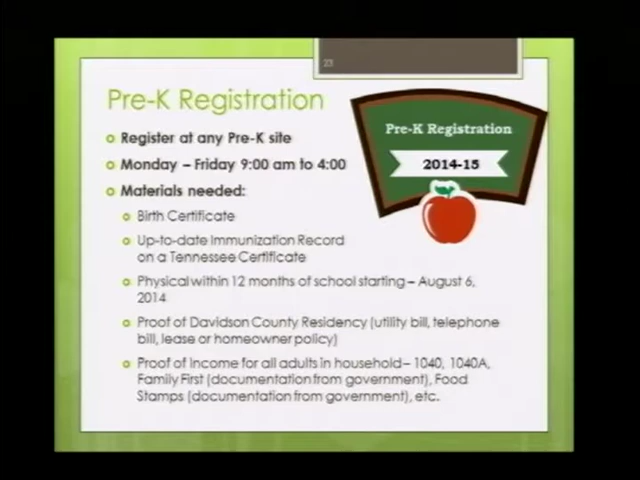 23
Pre-K Registration
Pre-K Registration
2014-15
Register at any Pre-K site
Monday – Friday 9:00 am to 4:00
Materials needed:
Birth Certificate
Up-to-date Immunization Record
on a Tennessee Certificate
Physical within 12 months of school starting – August 6,
2014
Proof of Davidson County Residency (utility bill, telephone
bill, lease or homeowner policy)
Proof of Income for all adults in household – 1040, 1040A,
Family First (documentation from government), Food
Stamps (documentation from government), etc.